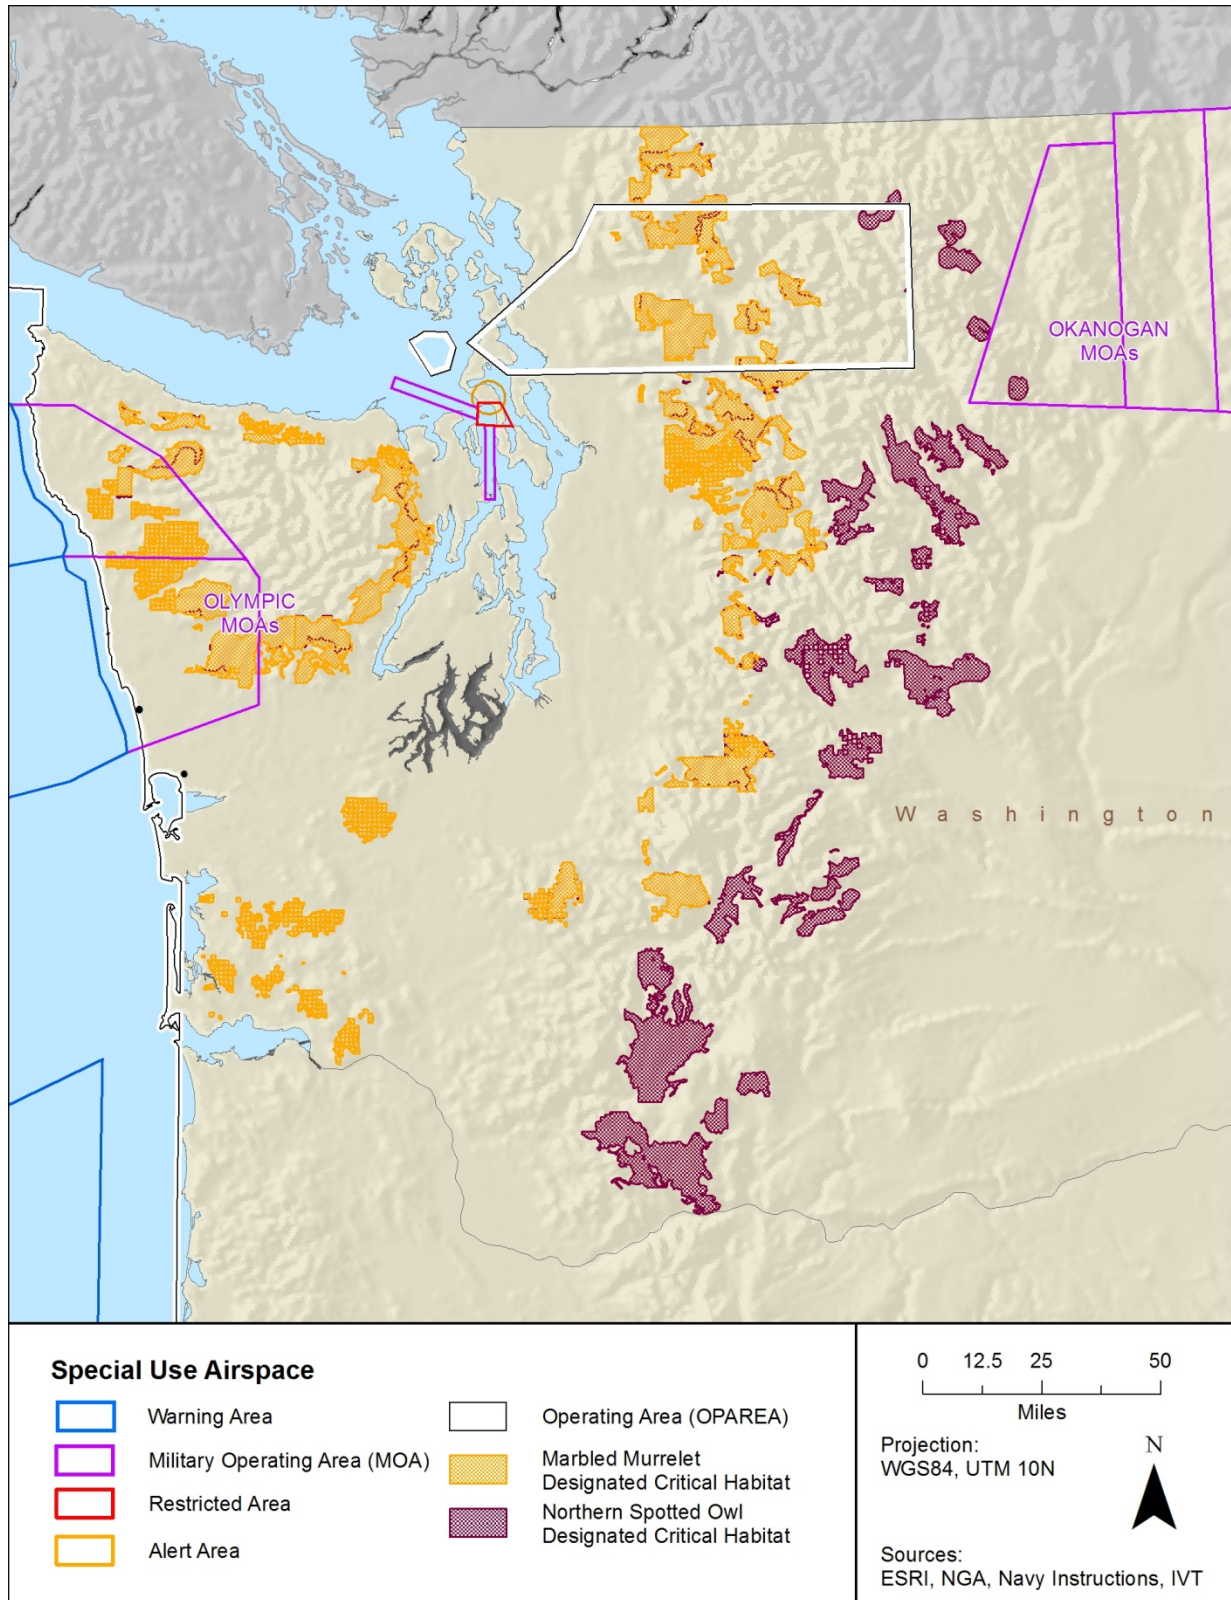 OKANOGAN
MOAs
OLYMPIC
MOAs
Washington
Special Use Airspace
Warning Area
Military Operating Area (MOA)
Restricted Area
Alert Area
Operating Area (OPAREA)
Marbled Murrelet
Designated Critical Habitat
Northern Spotted Owl
Designated Critical Habitat
0 12.5 25 50
Miles
Projection:
WGS84, UTM 10N
N
Sources:
ESRI, NGA, Navy Instructions, IVT